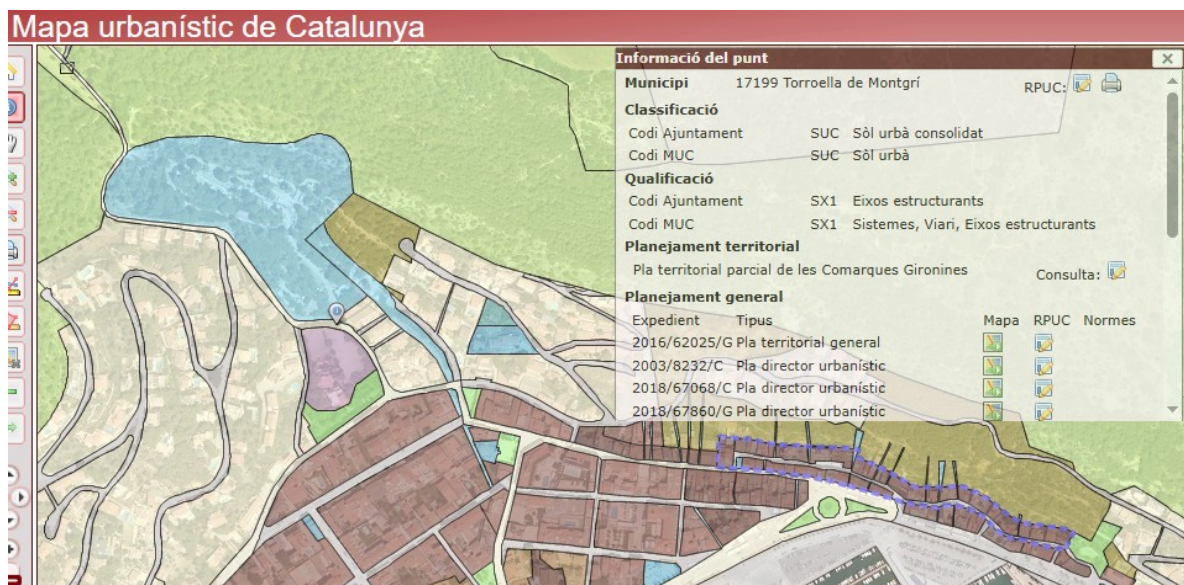 Mapa urbanístic de Catalunya
Informació del punt
Municipi 17199 Torroella de Montgrí RPUC:
Classificació
Codi Ajuntament SUC Sòl urbà consolidat
Codi MUC SUC Sòl urbà
Qualificació
Codi Ajuntament SX1 Eixos estructurants
Codi MUC SX1 Sistemes, Viari, Eixos estructurants
Planejament territorial
Pla territorial parcial de les Comarques Gironines Consulta:
Planejament general
Expedient Tipus Mapa RPUC Normes
2016/62025/G Pla territorial general
2003/8232/C Pla director urbanístic
2018/67068/C Pla director urbanístic
2018/67860/G Pla director urbanístic